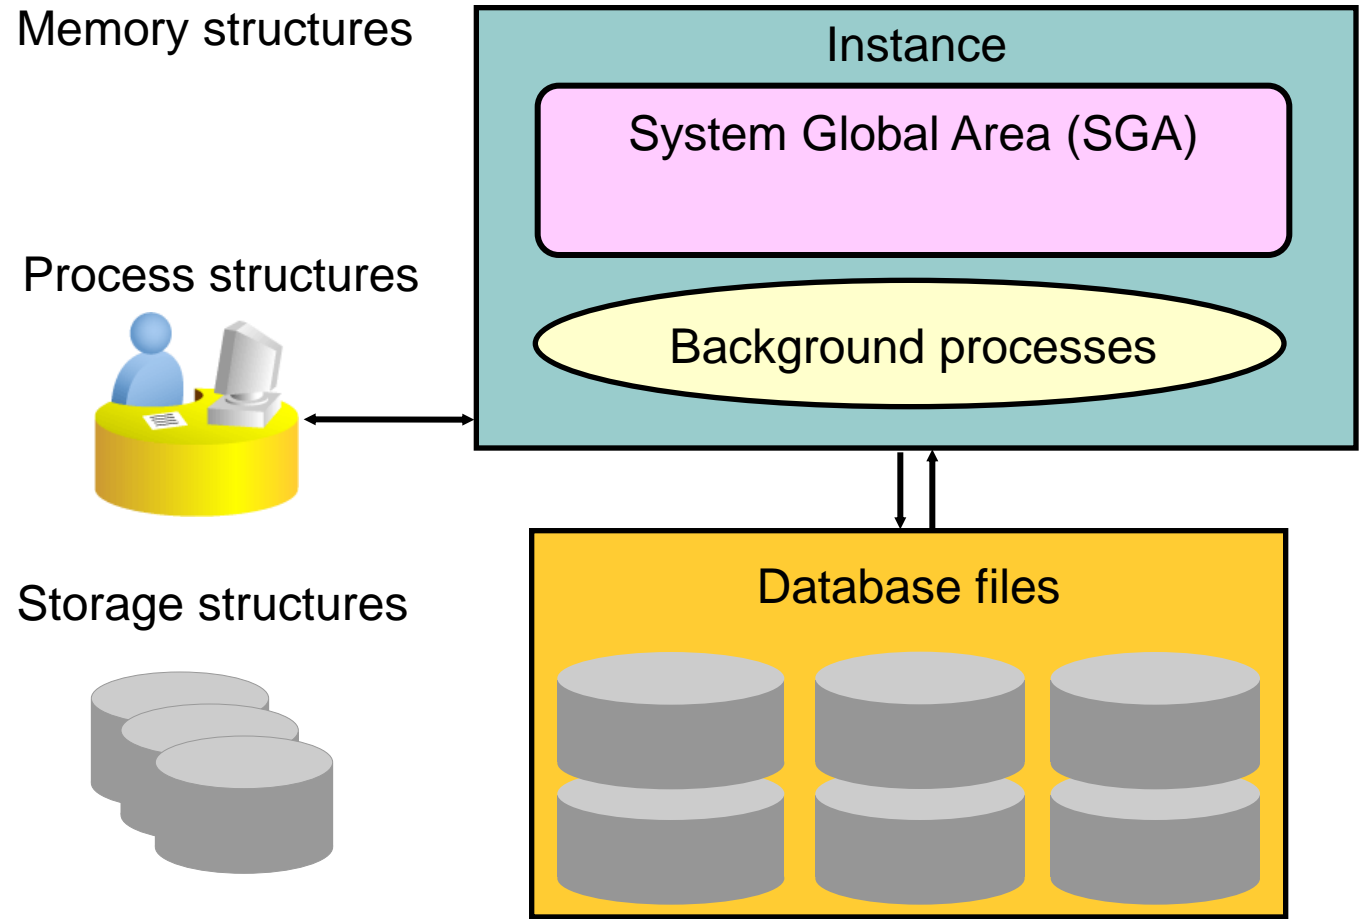 Memory structures
Instance
System Global Area (SGA)
Process structures
Background processes
Database files
Storage structures